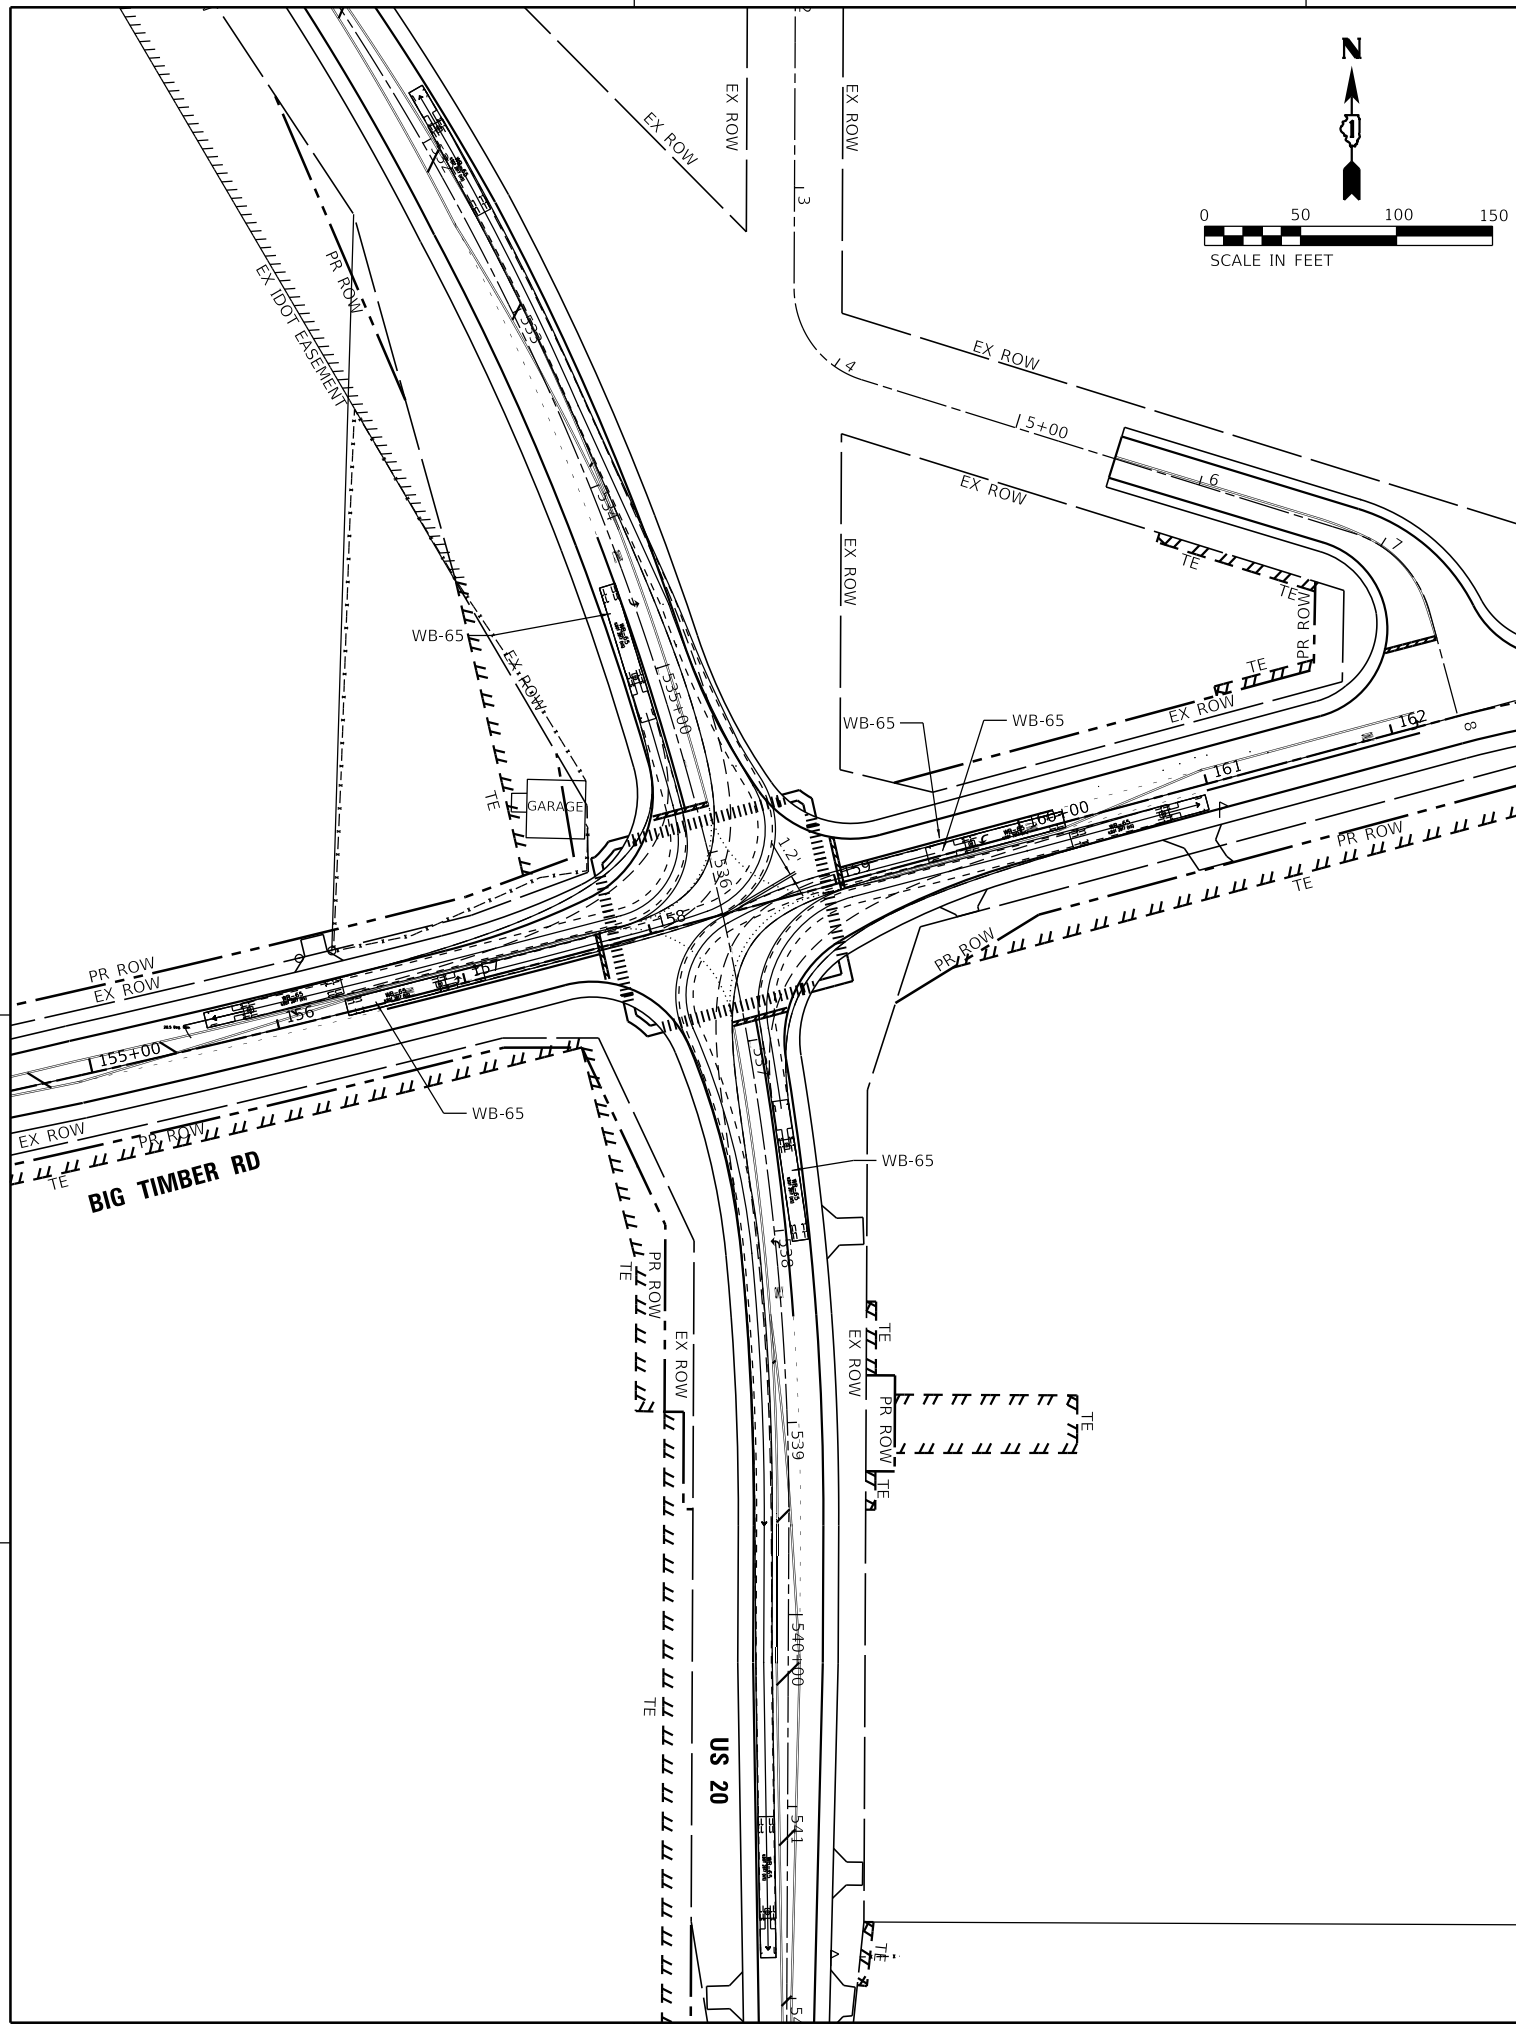 N
1
0 50 100 150
SCALE IN FEET
EX ROW
EX ROW
EX ROW
532
3
PR ROW
EX IDOT EASEMENT
533
4
EX ROW
5+00
EX ROW
6
534
7
EX ROW
TE
TE
PR ROW
WB-65
EX ROW
TE
EX ROW
535+00
WB-65
WB-65
162
8
161
TE
GARAGE
160+00
PR ROW
12'
159
536
TE
158
PR ROW
PR ROW
EX ROW
157
156
155+00
537
WB-65
EX ROW
PR ROW
TE
BIG TIMBER RD
WB-65
538
TE
PR ROW
EX ROW
TE
EX ROW
PR ROW
TE
539
TE
540+00
TE
US 20
541
TE